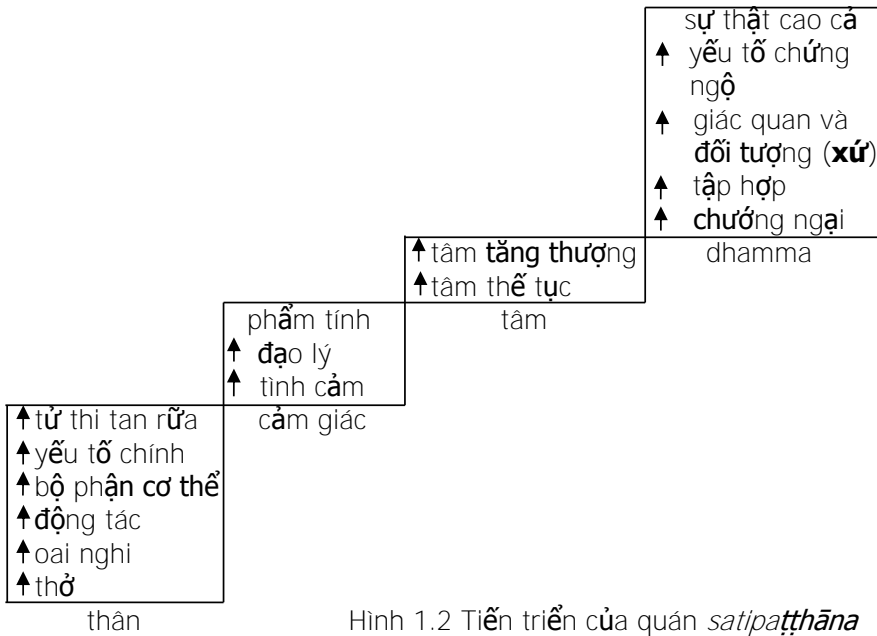 sự thật cao cả
yếu tố chứng
ngộ
giác quan và
đối tượng (xứ)
tập hợp
chướng ngại
dhamma
tâm tăng thượng
tâm thế tục
tâm
phẩm tính
đạo lý
tình cảm
cảm giác
tử thi tan rữa
yếu tố chính
bộ phận cơ thể
động tác
oai nghi
thở
thân
Hình 1.2 Tiến triển của quán satipaṭṭhāna